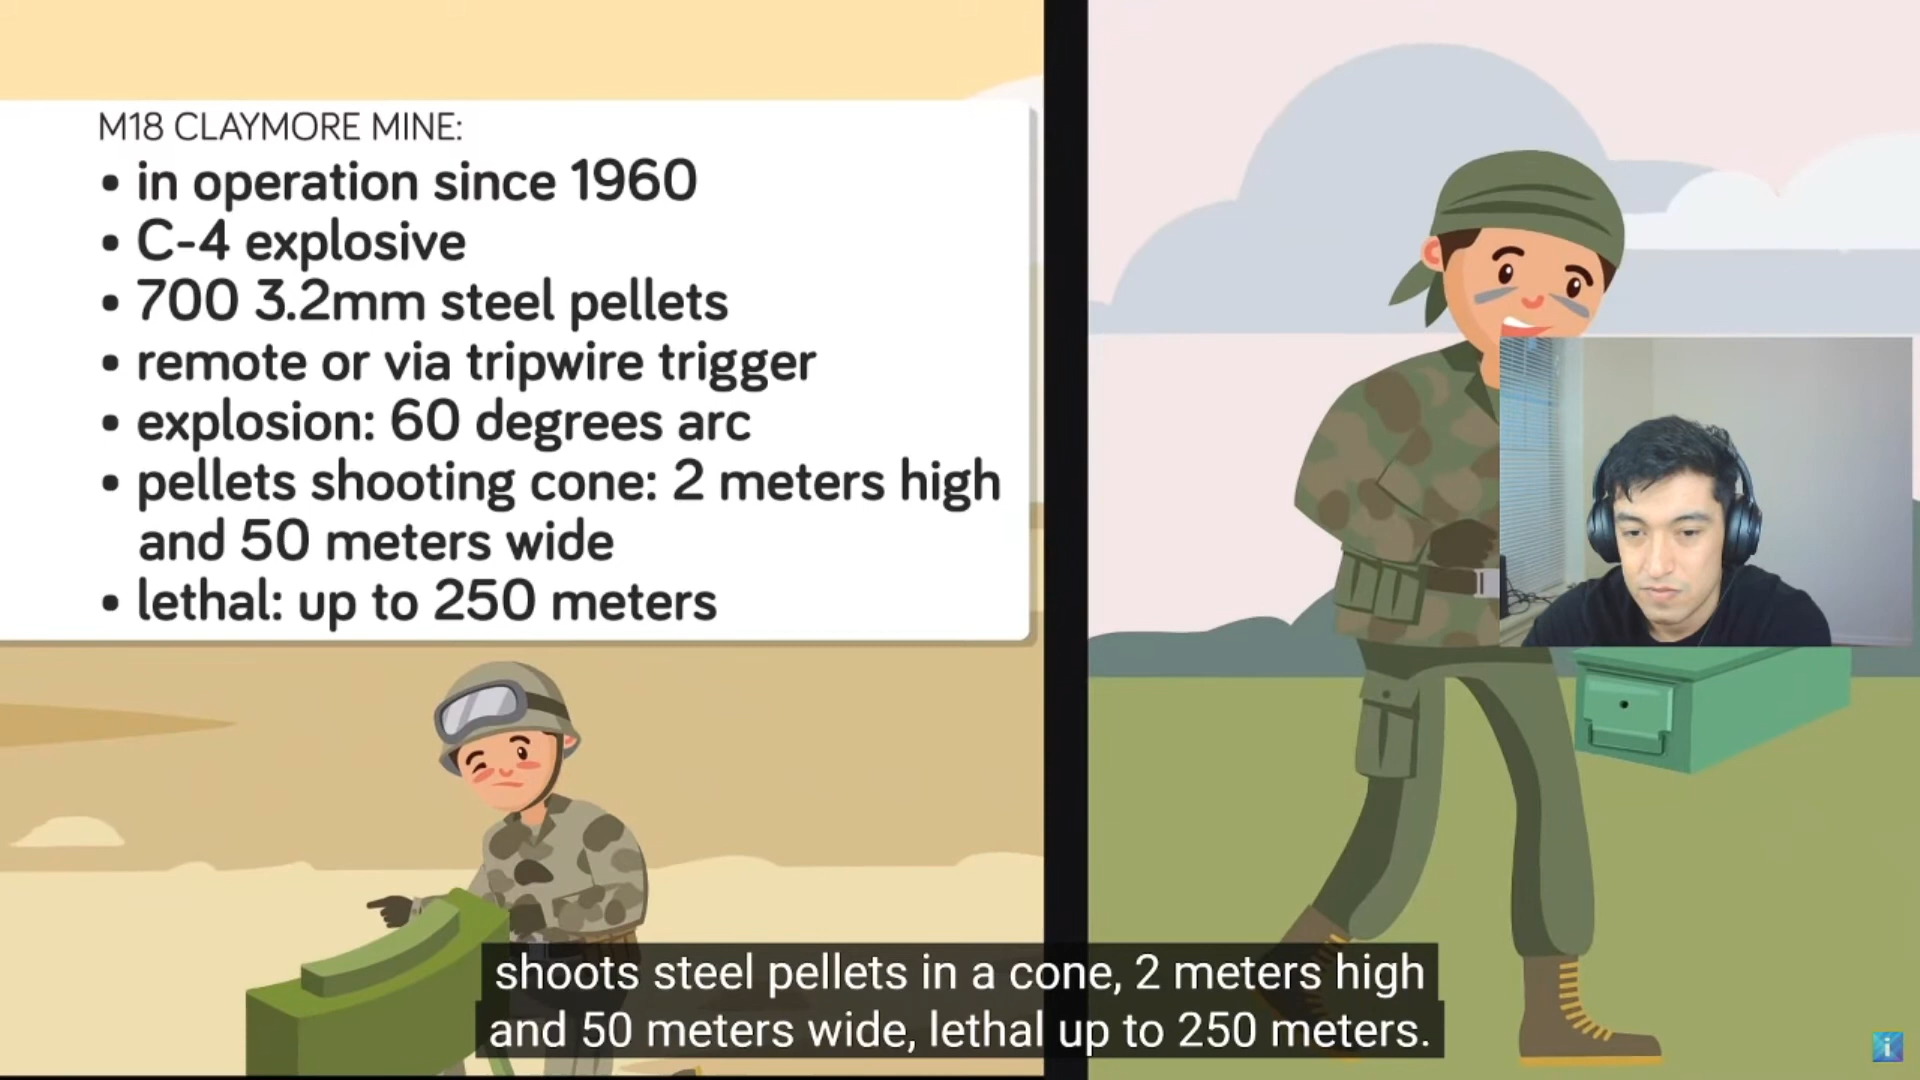 M18 CLAYMORE MINE:
• in operation since 1960
• C-4 explosive
• 700 3.2mm steel pellets
• remote or via tripwire trigger
• explosion: 60 degrees arc
• pellets shooting cone: 2 meters high
and 50 meters wide
• lethal: up to 250 meters
shoots steel pellets in a cone, 2 meters high
and 50 meters wide, lethal up to 250 meters.
i